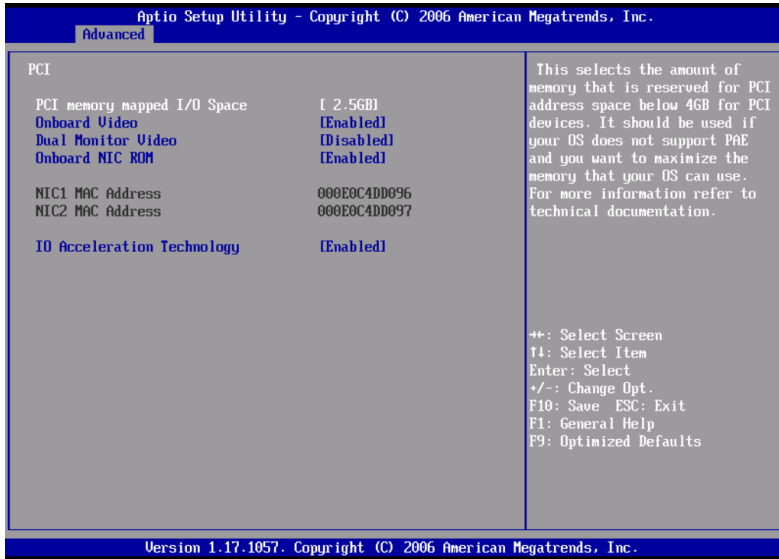 Aptio Setup Utility - Copyright (C) 2006 American Megatrends, Inc.
Advanced
PCI
PCI memory mapped I/O Space [ 2.5GB]
Onboard Video [Enabled]
Dual Monitor Video [Disabled]
Onboard NIC ROM [Enabled]
NIC1 MAC Address 000E0C4DD096
NIC2 MAC Address 000E0C4DD097
IO Acceleration Technology [Enabled]
This selects the amount of
memory that is reserved for PCI
address space below 4GB for PCI
devices. It should be used if
your OS does not support PAE
and you want to maximize the
memory that your OS can use.
For more information refer to
technical documentation.
→←: Select Screen
↑↓: Select Item
Enter: Select
+/-: Change Opt.
F10: Save ESC: Exit
F1: General Help
F9: Optimized Defaults
Version 1.17.1057. Copyright (C) 2006 American Megatrends, Inc.